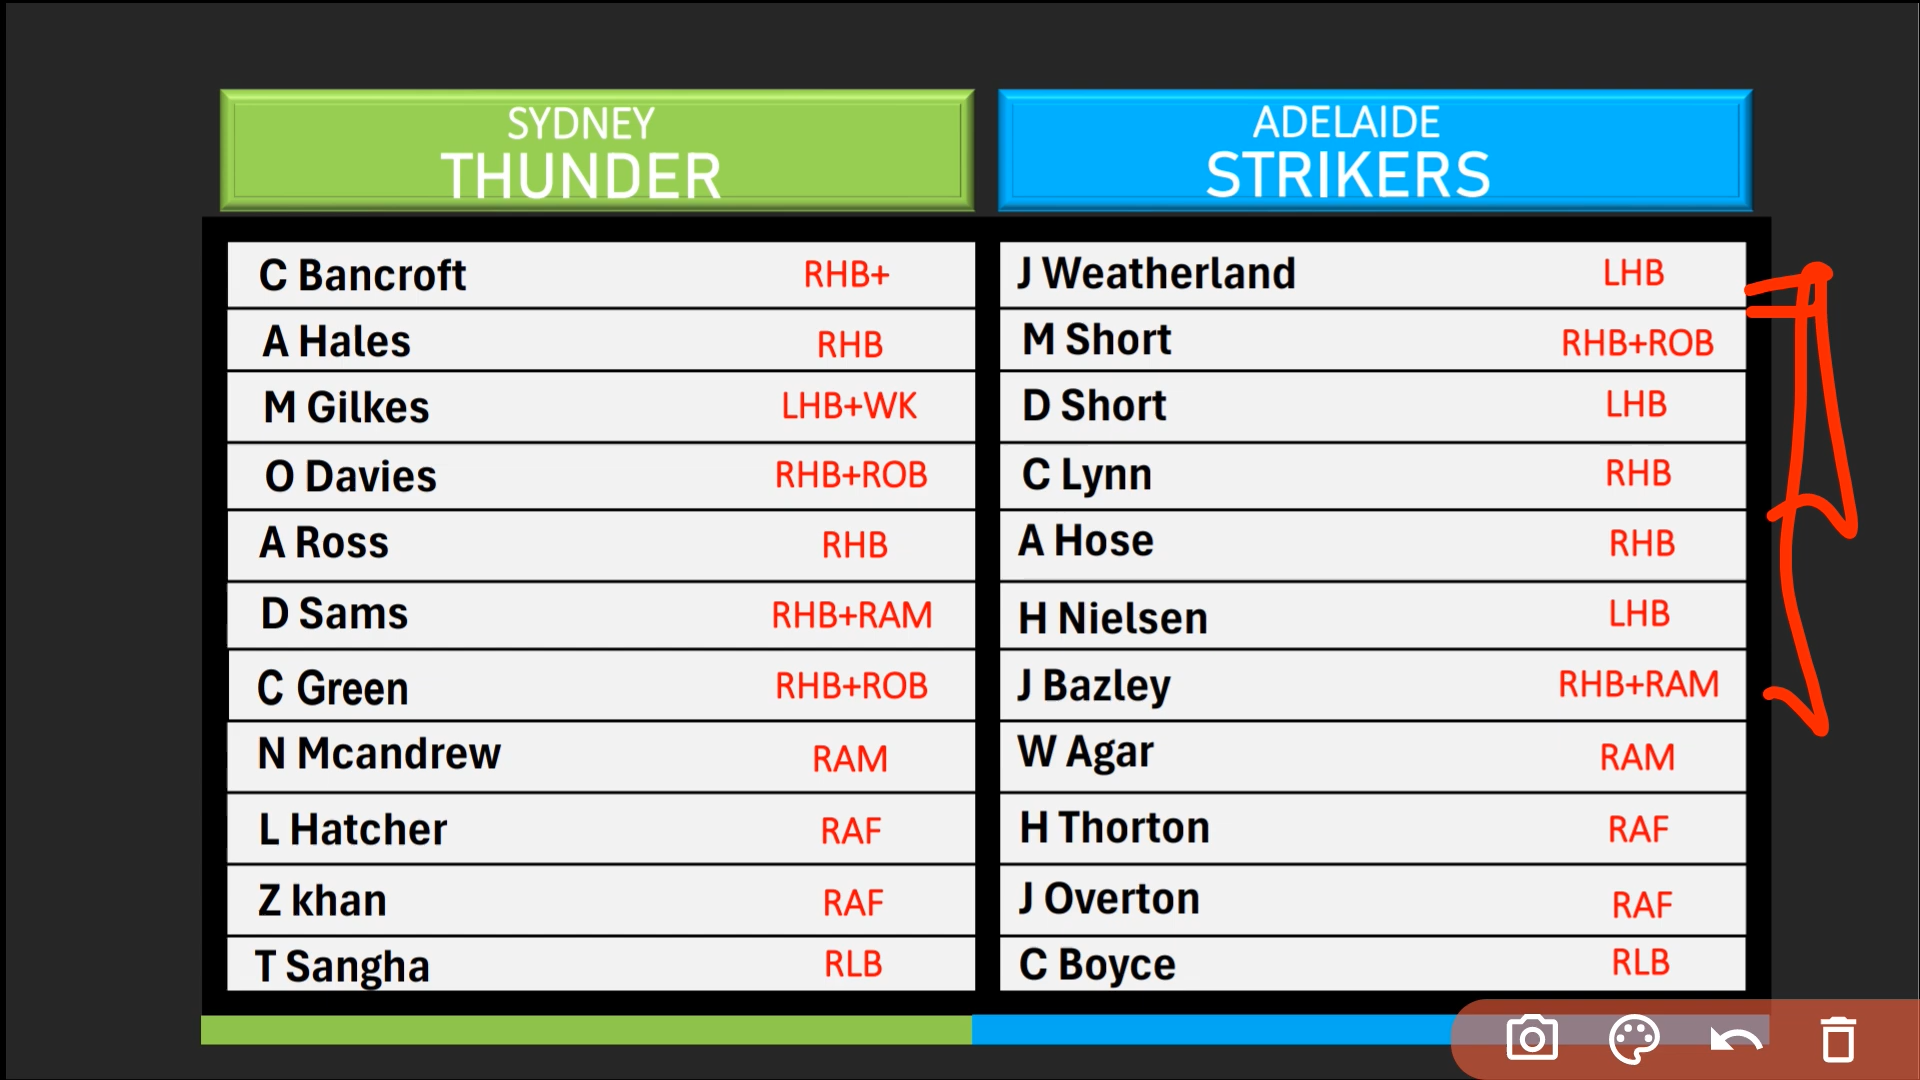 SYDNEY
THUNDER
C Bancroft RHB+
A Hales RHB
M Gilkes LHB+WK
O Davies RHB+ROB
A Ross RHB
D Sams RHB+RAM
C Green RHB+ROB
N Mcandrew RAM
L Hatcher RAF
Z khan RAF
T Sangha RLB
ADELAIDE
STRIKERS
J Weatherland LHB
M Short RHB+ROB
D Short LHB
C Lynn RHB
A Hose RHB
H Nielsen LHB
J Bazley RHB+RAM
W Agar RAM
H Thorton RAF
J Overton RAF
C Boyce RLB